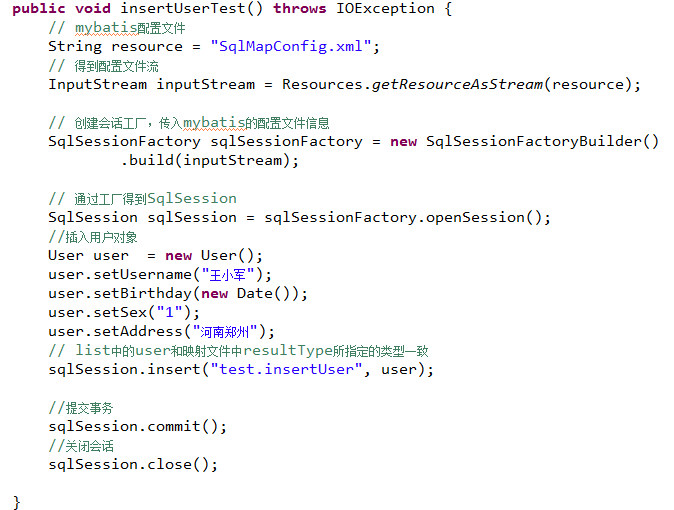 public void insertUserTest() throws IOException {
// mybatis配置文件
String resource = "SqlMapConfig.xml";
// 得到配置文件流
InputStream inputStream = Resources.getResourceAsStream(resource);
// 创建会话工厂，传入mybatis的配置文件信息
SqlSessionFactory sqlSessionFactory = new SqlSessionFactoryBuilder()
.build(inputStream);
// 通过工厂得到SqlSession
SqlSession sqlSession = sqlSessionFactory.openSession();
//插入用户对象
User user  = new User();
user.setUsername("王小军");
user.setBirthday(new Date());
user.setSex("1");
user.setAddress("河南郑州");
// list中的user和映射文件中resultType所指定的类型一致
sqlSession.insert("test.insertUser", user);
//提交事务
sqlSession.commit();
//关闭会话
sqlSession.close();
}